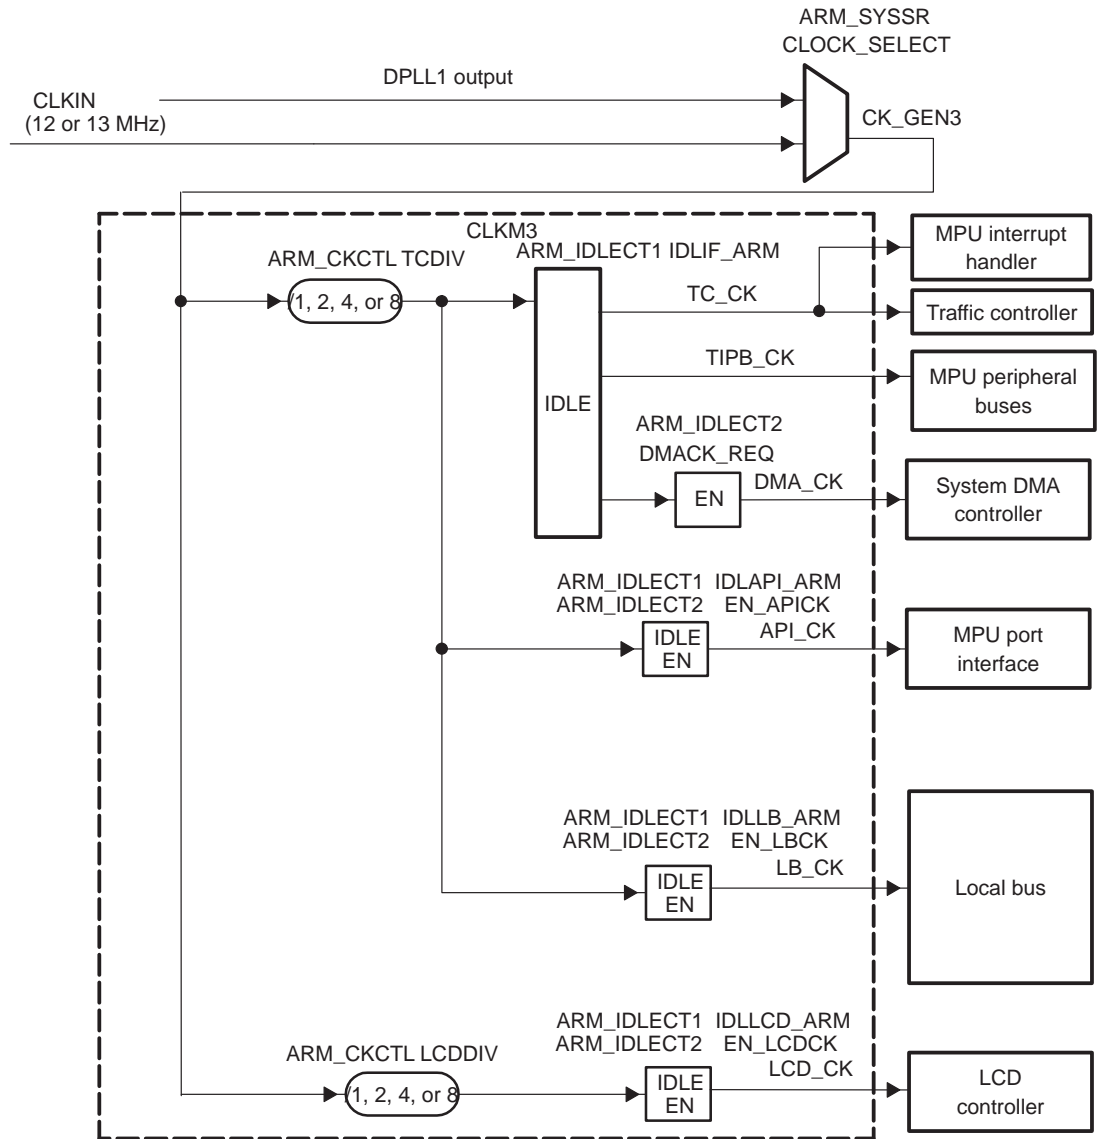 ARM_SYSSR
CLOCK_SELECT
DPLL1 output
CLKIN
(12 or 13 MHz)
CK_GEN3
CLKM3
ARM_CKCTL TCDIV
ARM_IDLECT1 IDLIF_ARM
/1, 2, 4, or 8
IDLE
TC_CK
MPU interrupt
handler
Traffic controller
TIPB_CK
MPU peripheral
buses
ARM_IDLECT2
DMACK_REQ
EN
DMA_CK
System DMA
controller
ARM_IDLECT1 IDLAPI_ARM
ARM_IDLECT2 EN_APICK
IDLE
EN
API_CK
MPU port
interface
ARM_IDLECT1 IDLLB_ARM
ARM_IDLECT2 EN_LBCK
IDLE
EN
LB_CK
Local bus
ARM_IDLECT1 IDLLCD_ARM
ARM_IDLECT2 EN_LCDCK
ARM_CKCTL LCDDIV
/1, 2, 4, or 8
IDLE
EN
LCD_CK
LCD
controller